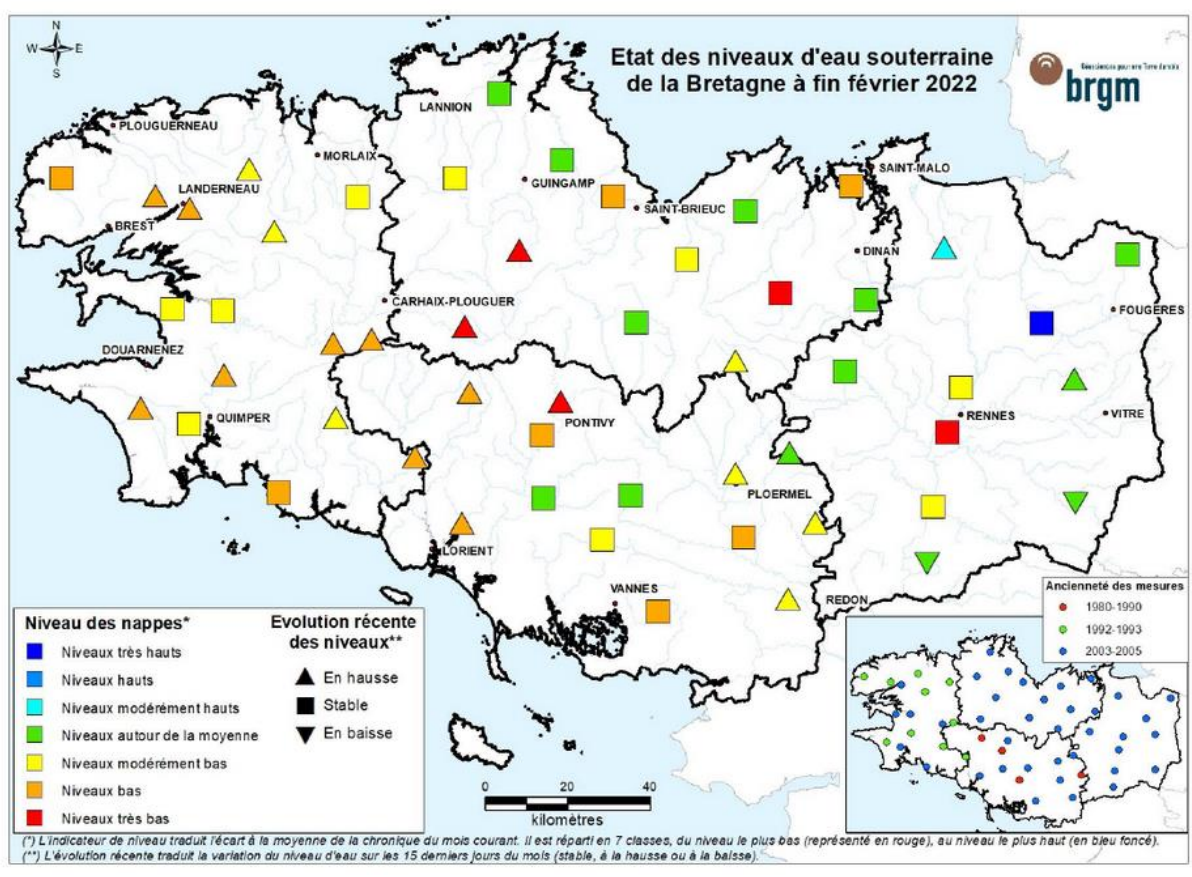 N
W E
S
Etat des niveaux d'eau souterraine
de la Bretagne à fin février 2022
brgm
LANNION
PLOUGUERNEAU
MORLAIX
SAINT-MALO
GUINGAMP
LANDERNEAU
SAINT-BRIEUC
BREST
DINAN
CARHAIX-PLOUGUER
FOUGERES
DOUARNENEZ
QUIMPER
RENNES
VITRE
PONTIVY
PLOERMEL
LORIENT
VANNES
REDON
Niveau des nappes*
Niveaux très hauts
Niveaux hauts
Niveaux modérément hauts
Niveaux autour de la moyenne
Niveaux modérément bas
Niveaux bas
Niveaux très bas
Evolution récente
des niveaux**
En hausse
Stable
En baisse
0 20 40
kilomètres
Ancienneté des mesures
1980-1990
1992-1993
2003-2005
(*) L'indicateur de niveau traduit l'écart à la moyenne de la chronique du mois courant. Il est réparti en 7 classes, du niveau le plus bas (représenté en rouge), au niveau le plus haut (en bleu foncé).
(**) L'évolution récente traduit la variation du niveau d'eau sur les 15 derniers jours du mois (stable, à la hausse ou à la baisse).